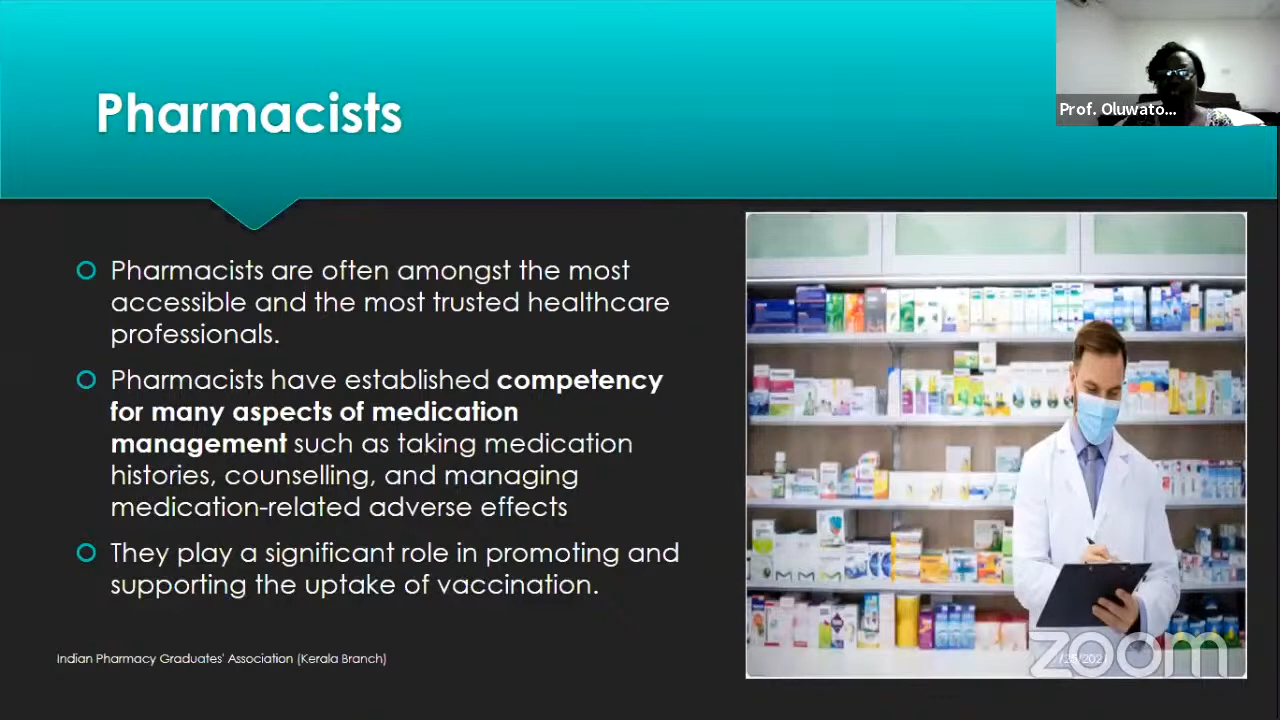 Pharmacists
Prof. Oluwato...
Pharmacists are often amongst the most
accessible and the most trusted healthcare
professionals.
Pharmacists have established competency
for many aspects of medication
management such as taking medication
histories, counselling, and managing
medication-related adverse effects
They play a significant role in promoting and
supporting the uptake of vaccination.
Indian Pharmacy Graduates' Association (Kerala Branch)
zoom